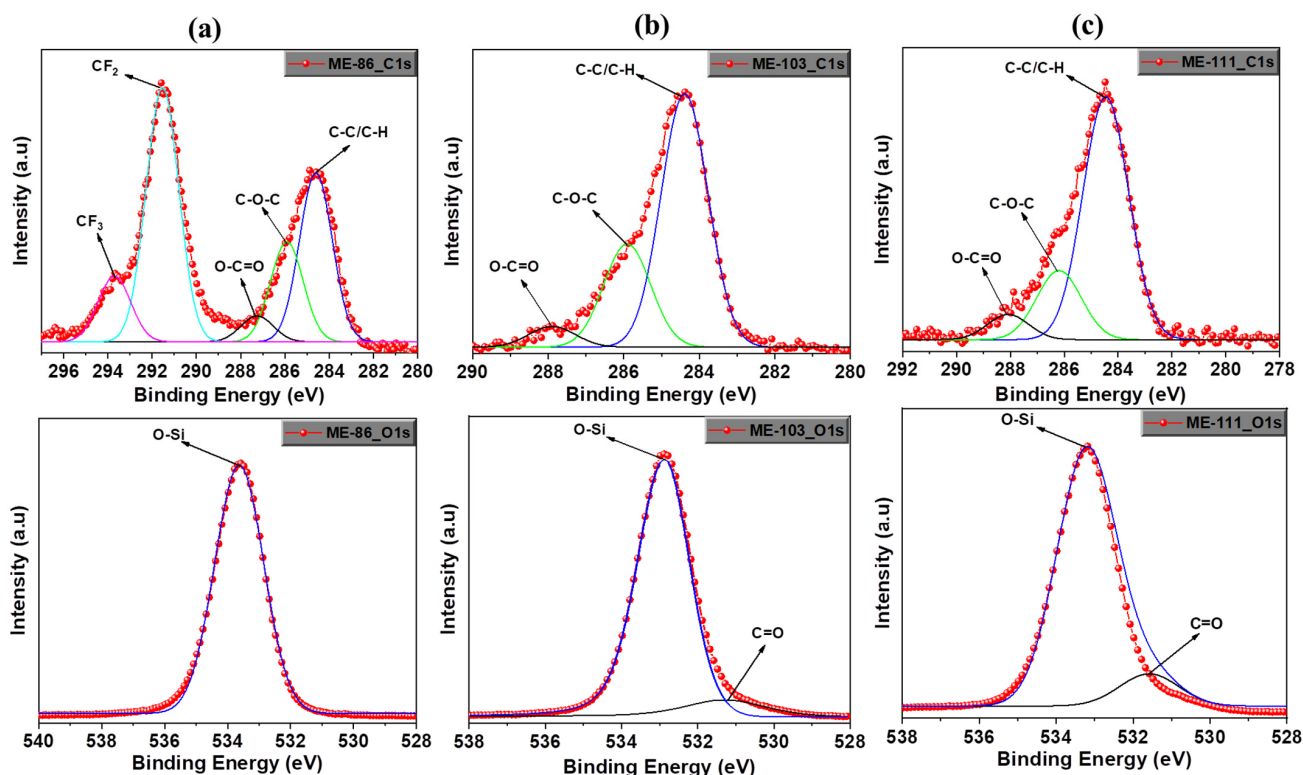 (a)
(b)
(c)
ME-86_C1s
CF2
CF3
O-C=O
C-O-C
C-C/C-H
Intensity (a.u)
296 294 292 290 288 286 284 282 280
Binding Energy (eV)
ME-103_C1s
C-C/C-H
C-O-C
O-C=O
Intensity (a.u)
290 288 286 284 282 280
Binding Energy (eV)
ME-111_C1s
C-C/C-H
C-O-C
O-C=O
Intensity (a.u)
292 290 288 286 284 282 280 278
Binding Energy (eV)
ME-86_O1s
O-Si
Intensity (a.u)
540 538 536 534 532 530 528
Binding Energy (eV)
ME-103_O1s
O-Si
C=O
Intensity (a.u)
538 536 534 532 530 528
Binding Energy (eV)
ME-111_O1s
O-Si
C=O
Intensity (a.u)
538 536 534 532 530 528
Binding Energy (eV)